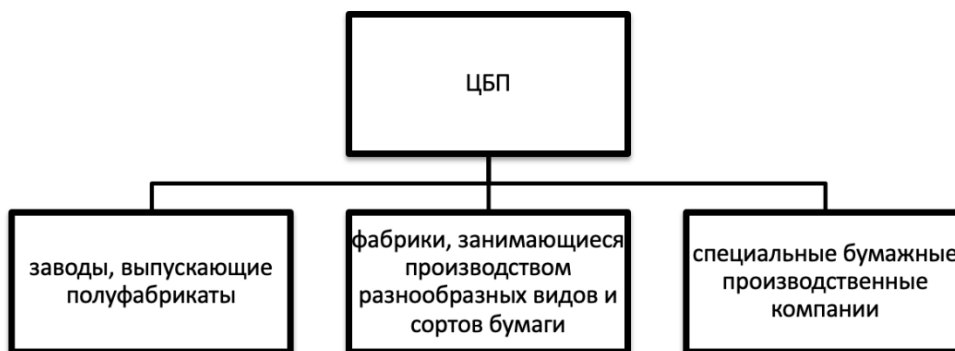 ЦБП
заводы, выпускающие
полуфабрикаты
фабрики, занимающиеся
производством
разнообразных видов и
сортов бумаги
специальные бумажные
производственные
компании